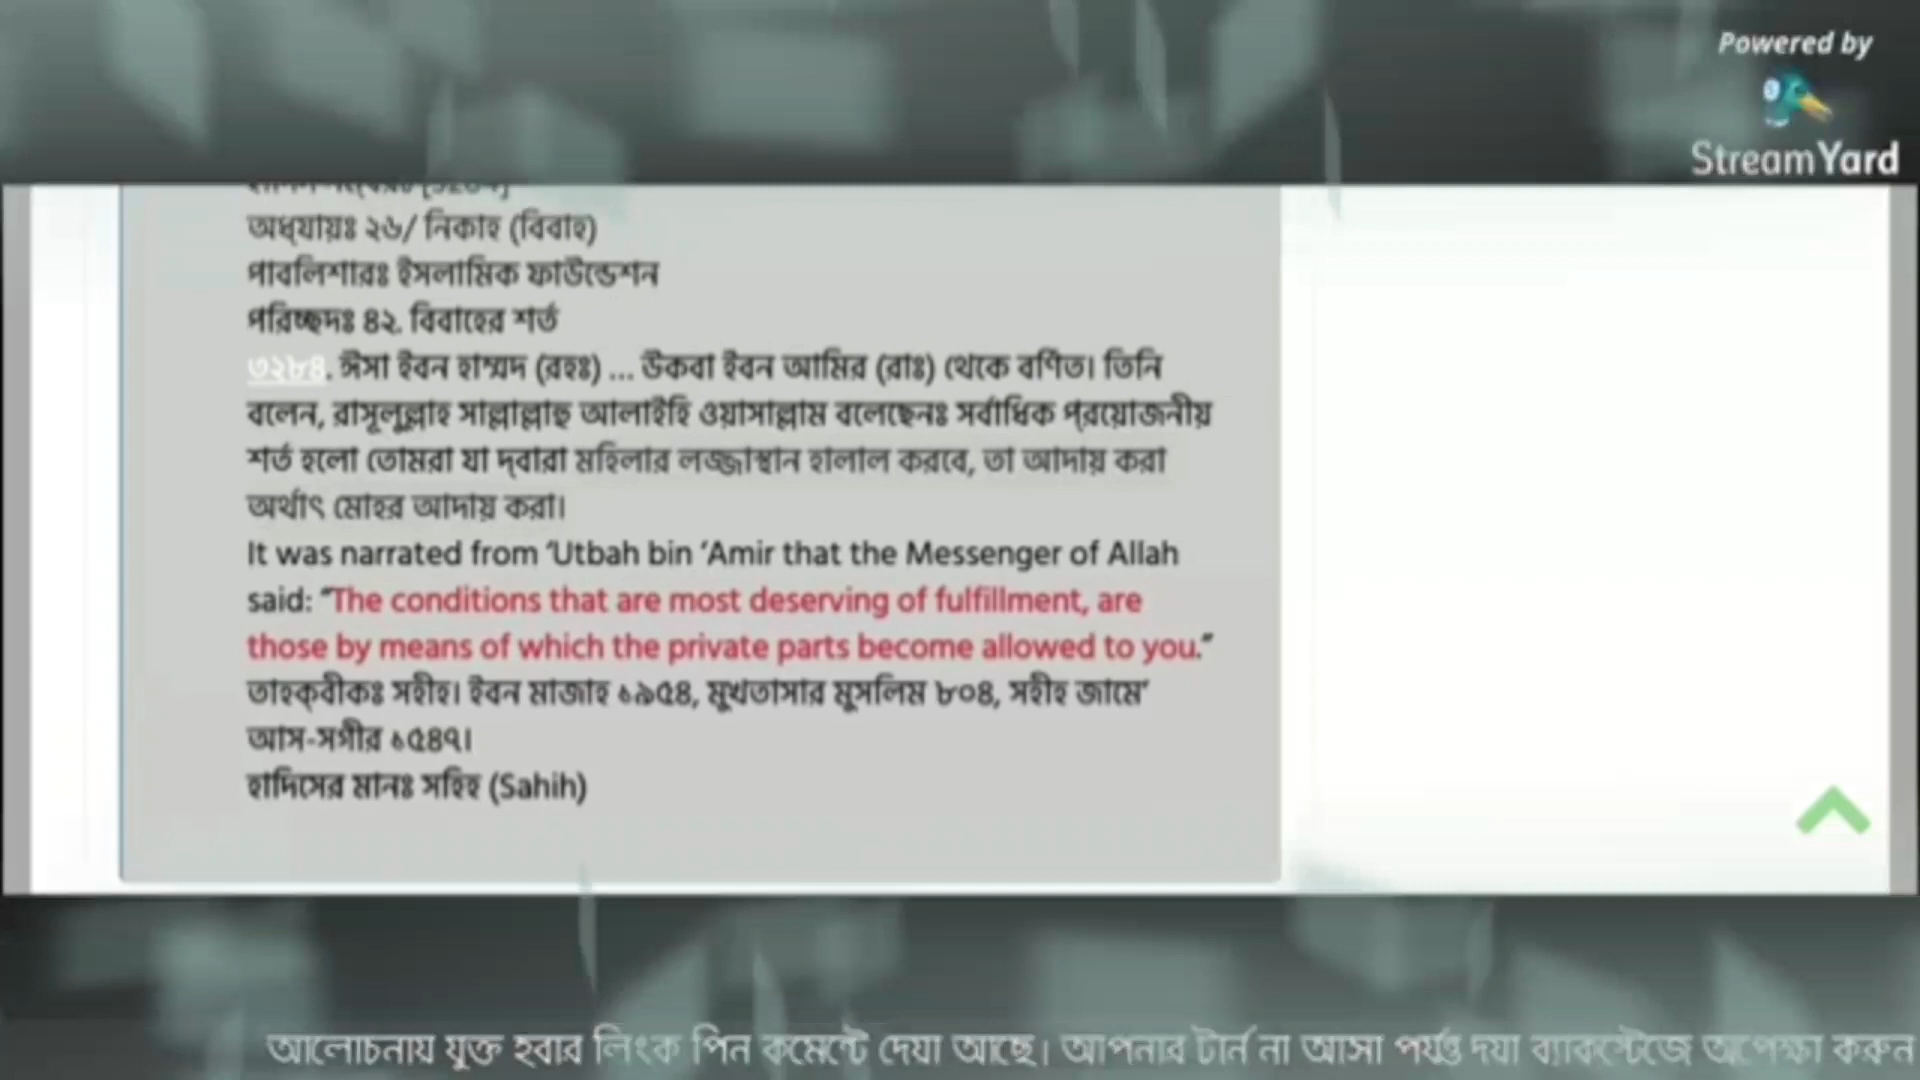 Powered by
StreamYard
অধ্যায়ঃ ২৬/ নিকাহ (বিবাহ)
পাবলিশারঃ ইসলামিক ফাউন্ডেশন
পরিচ্ছদঃ ৪২. বিবাহের শর্ত
৩২৮৪. ঈসা ইবন হাম্মদ (রহঃ) ... উকবা ইবন আমির (রাঃ) থেকে বর্ণিত। তিনি
বলেন, রাসূলুল্লাহ সাল্লাল্লাহু আলাইহি ওয়াসাল্লাম বলেছেনঃ সর্বাধিক প্রয়োজনীয়
শর্ত হলো তোমরা যা দ্বারা মহিলার লজ্জাস্থান হালাল করবে, তা আদায় করা
অর্থাৎ মোহর আদায় করা।
It was narrated from ‘Utbah bin ‘Amir that the Messenger of Allah
said: “The conditions that are most deserving of fulfillment, are
those by means of which the private parts become allowed to you.”
তাহক্বীকঃ সহীহ। ইবন মাজাহ ১৯৫৪, মুখতাসার মুসলিম ৮০৪, সহীহ জামে’
আস-সগীর ১৫৪৭।
হাদিসের মানঃ সহিহ (Sahih)
আলোচনায় যুক্ত হবার লিংক পিন কমেন্টে দেয়া আছে। আপনার টার্ন না আসা পর্যন্ত দয়া ব্যাকস্টেজে অপেক্ষা করুন